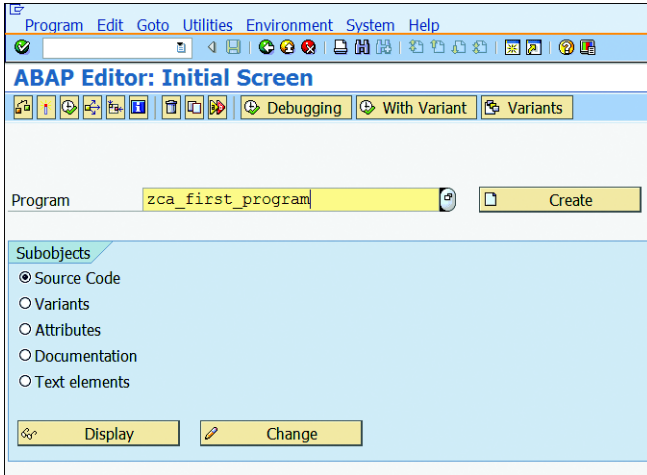 Program Edit Goto Utilities Environment System Help
ABAP Editor: Initial Screen
Debugging With Variant Variants
Program zca_first_program Create
Subobjects
Source Code
Variants
Attributes
Documentation
Text elements
Display Change